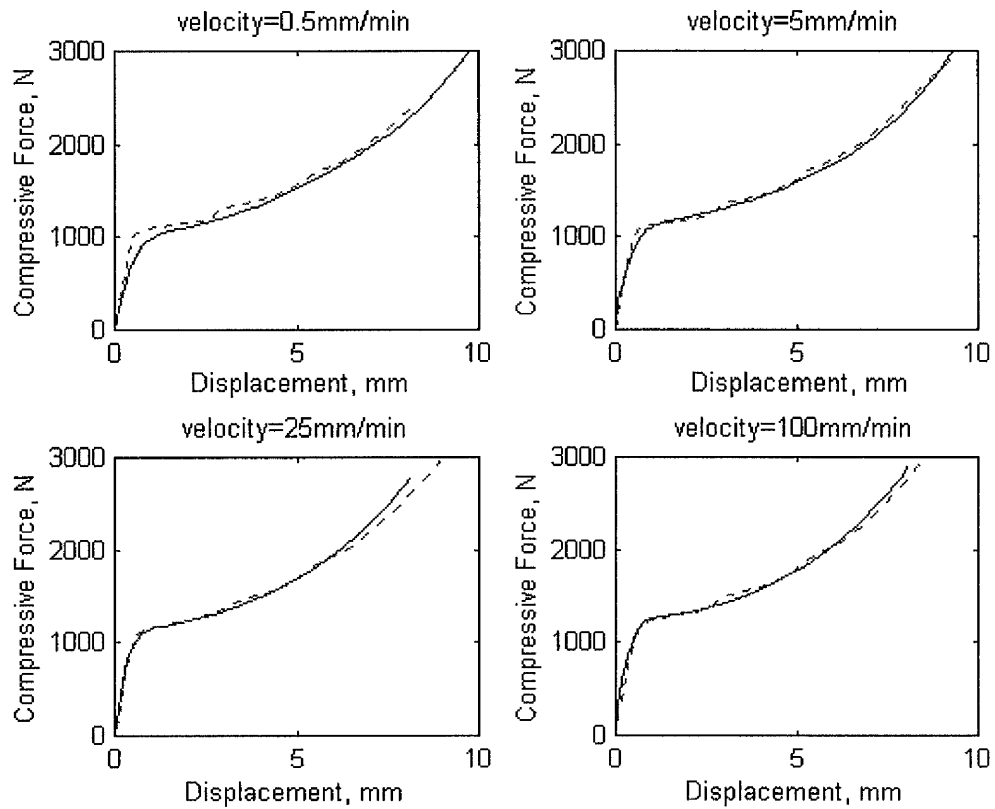 velocity=0.5mm/min
3000
2000
1000
0
Compressive Force, N
0
5
10
Displacement, mm
velocity=5mm/min
3000
2000
1000
0
Compressive Force, N
0
5
10
Displacement, mm
velocity=25mm/min
3000
2000
1000
0
Compressive Force, N
0
5
10
Displacement, mm
velocity=100mm/min
3000
2000
1000
0
Compressive Force, N
0
5
10
Displacement, mm